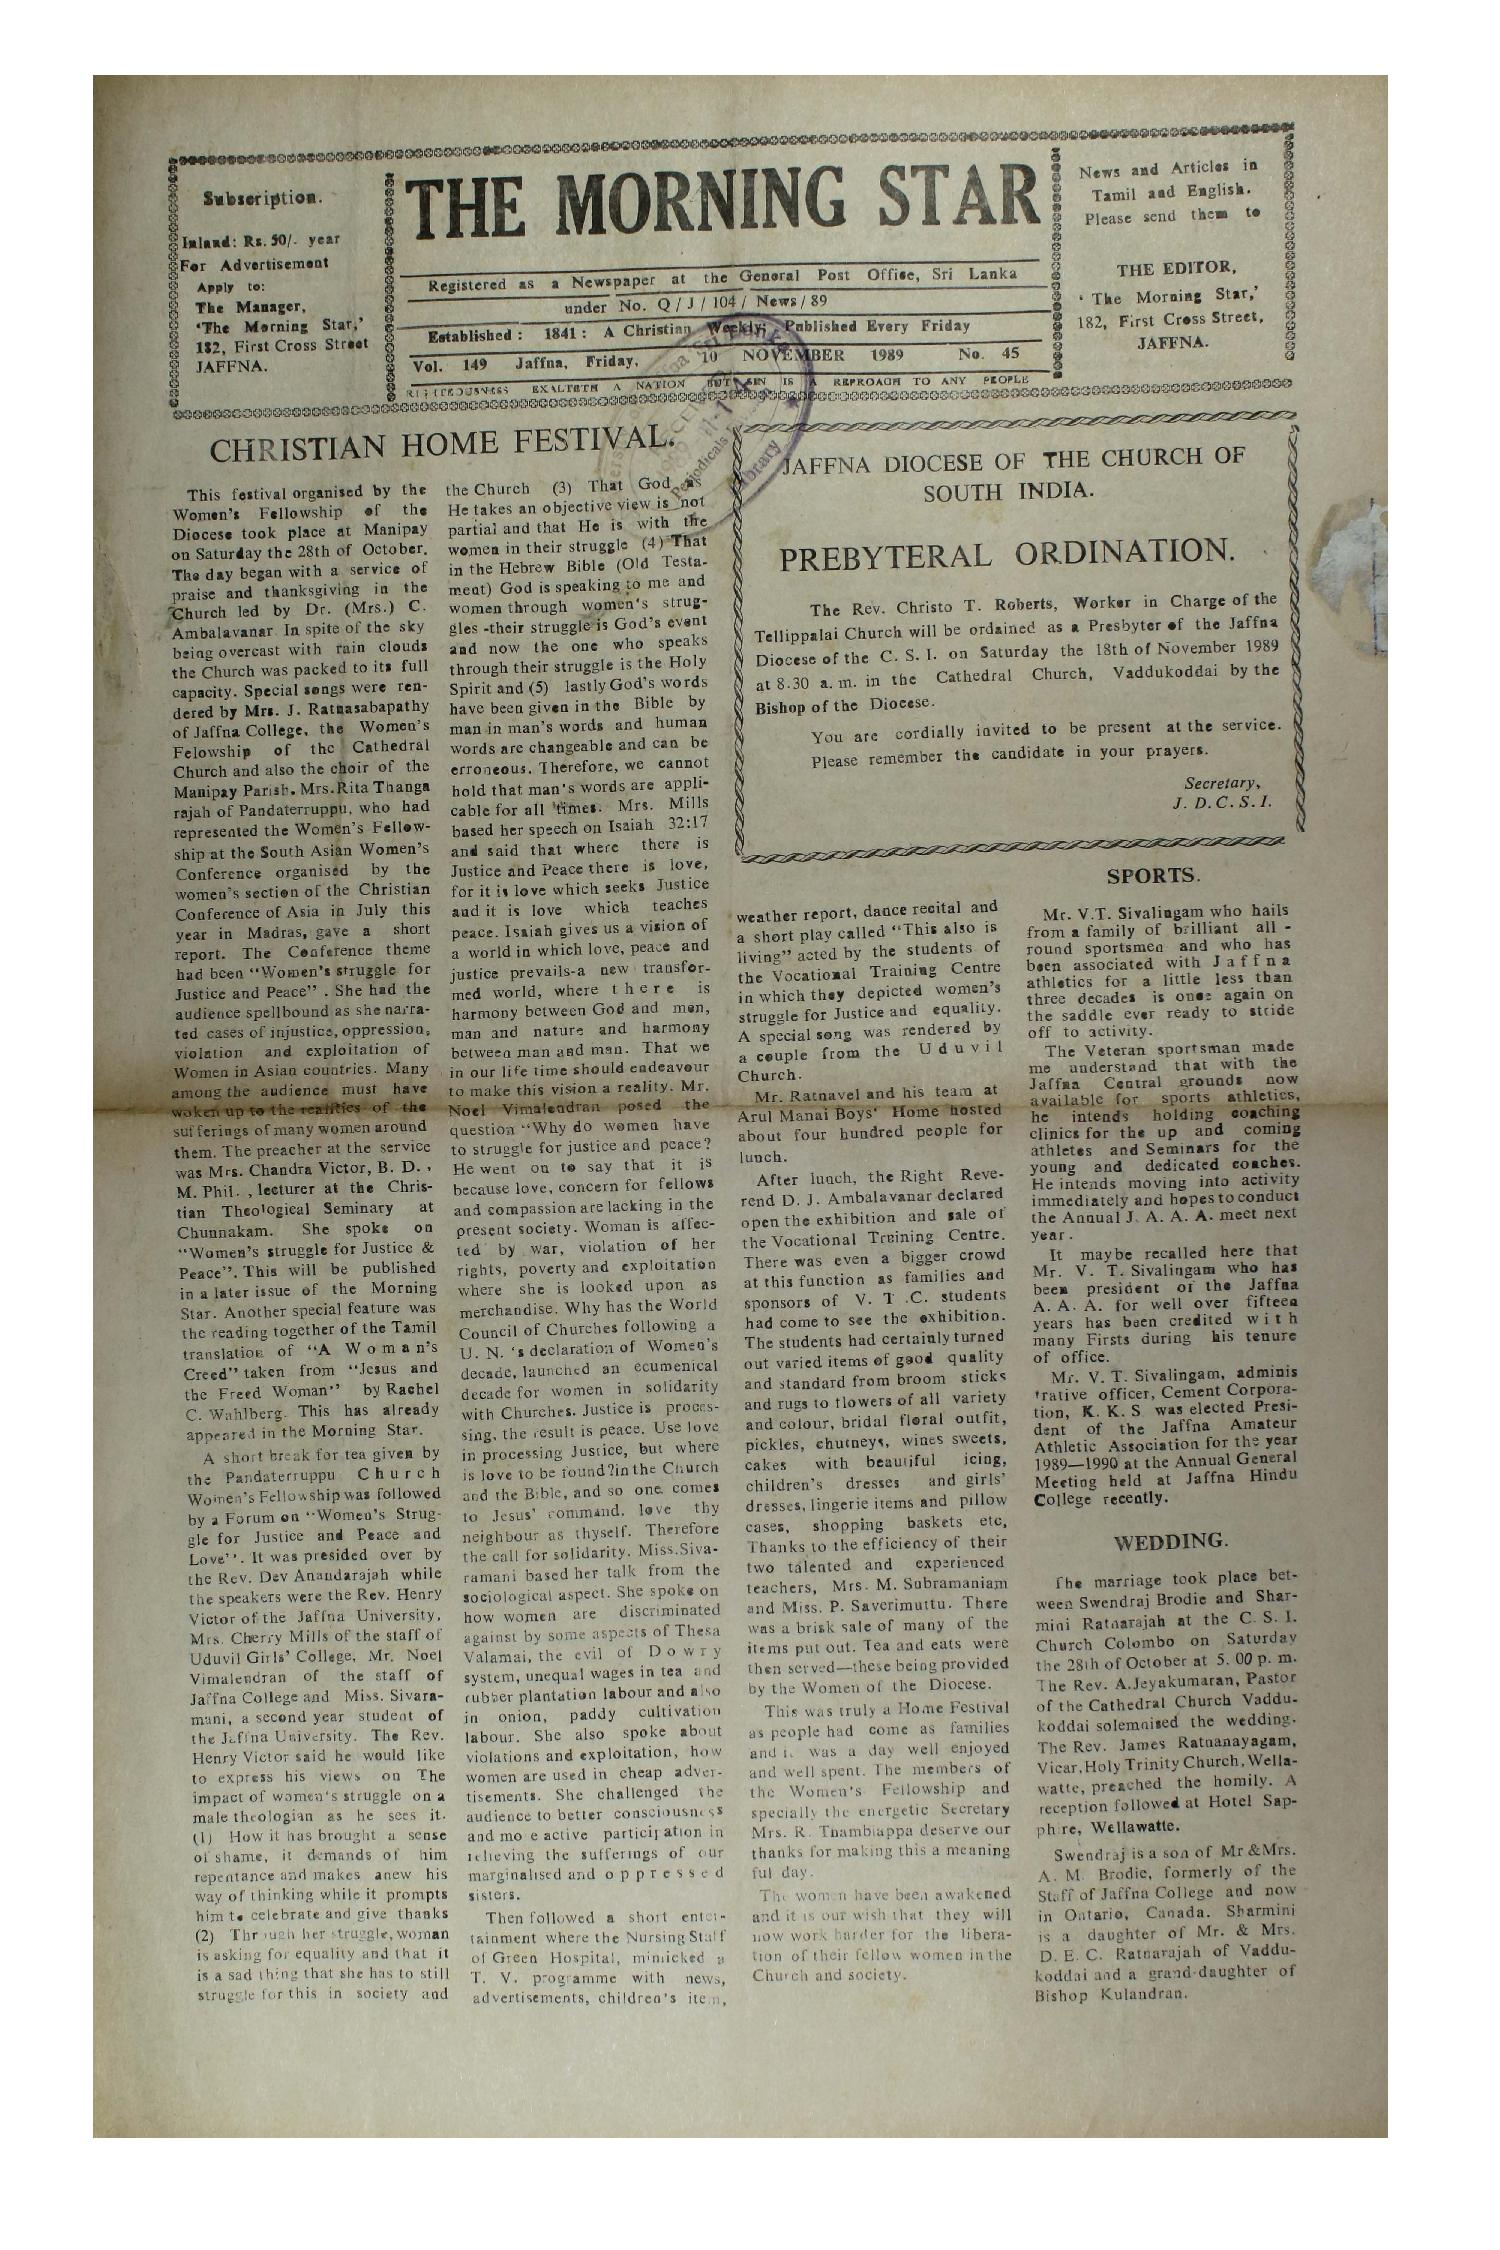 Subscription.
Inland: Rs. 50/- year
For Advertisement
Apply to:
The Manager,
'The Morning Star,'
182, First Cross Street
JAFFNA.
THE MORNING STAR
Registered as a Newspaper at the General Post Office, Sri Lanka
under No. Q / J / 104 / News / 89
Established : 1841 : A Christian Weekly: Published Every Friday
Vol. 149 Jaffna, Friday, 10 NOVEMBER 1989 No. 45
RIGHTEOUSNESS EXALTETH A NATION BUT SIN IS A REPROACH TO ANY PEOPLE
News and Articles in
Tamil and English.
Please send them to
THE EDITOR,
' The Morning Star,'
182, First Cross Street,
JAFFNA.
CHRISTIAN HOME FESTIVAL.
This festival organised by the
Women's Fellowship of the
Diocese took place at Manipay
on Saturday the 28th of October.
The day began with a service of
praise and thanksgiving in the
Church led by Dr. (Mrs.) C.
Ambalavanar In spite of the sky
being overcast with rain clouds
the Church was packed to its full
capacity. Special songs were ren-
dered by Mrs. J. Ratnasabapathy
of Jaffna College, the Women's
Felowship of the Cathedral
Church and also the choir of the
Manipay Parish. Mrs.Rita Thanga
rajah of Pandaterruppu, who had
represented the Women's Fellow-
ship at the South Asian Women's
Conference organised by the
women's section of the Christian
Conference of Asia in July this
year in Madras, gave a short
report. The Conference theme
had been "Women's struggle for
Justice and Peace" . She had the
audience spellbound as she narra-
ted cases of injustice, oppression,
violation and exploitation of
Women in Asian countries. Many
among the audience must have
woken up to the realities of the
sufferings of many women around
them. The preacher at the service
was Mrs. Chandra Victor, B. D. ,
M. Phil. , lecturer at the Chris-
tian Theological Seminary at
Chunnakam. She spoke on
"Women's struggle for Justice &
Peace". This will be published
in a later issue of the Morning
Star. Another special feature was
the reading together of the Tamil
translation of "A Woman's
Creed" taken from "Jesus and
the Freed Woman" by Rachel
C. Wahlberg. This has already
appeared in the Morning Star.
A short break for tea given by
the Pandaterruppu Church
Women's Fellowship was followed
by a Forum on "Women's Strug-
gle for Justice and Peace and
Love". It was presided over by
the Rev. Dev Anandarajah while
the speakers were the Rev. Henry
Victor of the Jaffna University,
Mrs. Cherry Mills of the staff of
Uduvil Girls' College, Mr. Noel
Vimalendran of the staff of
Jaffna College and Miss. Sivara-
mani, a second year student of
the Jaffna University. The Rev.
Henry Victor said he would like
to express his views on The
impact of women's struggle on a
male theologian as he sees it.
(1) How it has brought a sense
of shame, it demands of him
repentance and makes anew his
way of thinking while it prompts
him to celebrate and give thanks
(2) Through her struggle, woman
is asking for equality and that it
is a sad thing that she has to still
struggle for this in society and
the Church (3) That God as
He takes an objective view is not
partial and that He is with the
women in their struggle (4) That
in the Hebrew Bible (Old Testa-
ment) God is speaking to me and
women through women's strug-
gles -their struggle is God's event
and now the one who speaks
through their struggle is the Holy
Spirit and (5) lastly God's words
have been given in the Bible by
man in man's words and human
words are changeable and can be
erroneous. Therefore, we cannot
hold that man's words are appli-
cable for all times. Mrs. Mills
based her speech on Isaiah 32:17
and said that where there is
Justice and Peace there is love,
for it is love which seeks Justice
and it is love which teaches
peace. Isaiah gives us a vision of
a world in which love, peace and
justice prevails-a new transfor-
med world, where there is
harmony between God and men,
man and nature and harmony
between man and man. That we
in our life time should endeavour
to make this vision a reality. Mr.
Noel Vimalendran posed the
question "Why do women have
to struggle for justice and peace?
He went on to say that it is
because love, concern for fellows
and compassion are lacking in the
present society. Woman is affec-
ted by war, violation of her
rights, poverty and exploitation
where she is looked upon as
merchandise. Why has the World
Council of Churches following a
U. N. 's declaration of Women's
decade, launched an ecumenical
decade for women in solidarity
with Churches. Justice is proces-
sing, the result is peace. Use love
in processing Justice, but where
is love to be found?in the Church
and the Bible, and so one comes
to Jesus' command, love thy
neighbour as thyself. Therefore
the call for solidarity. Miss.Siva-
ramani based her talk from the
sociological aspect. She spoke on
how women are discriminated
against by some aspects of Thesa
Valamai, the evil of Dowry
system, unequal wages in tea and
rubber plantation labour and also
in onion, paddy cultivation
labour. She also spoke about
violations and exploitation, how
women are used in cheap adver-
tisements. She challenged the
audience to better consciousness
and mo e active participation in
relieving the sufferings of our
marginalised and oppressed
sisters.
Then followed a short enter-
tainment where the Nursing Staff
of Green Hospital, mimicked a
T. V. programme with news,
advertisements, children's item,
JAFFNA DIOCESE OF THE CHURCH OF
SOUTH INDIA.
PREBYTERAL ORDINATION.
The Rev. Christo T. Roberts, Worker in Charge of the
Tellippalai Church will be ordained as a Presbyter of the Jaffna
Diocese of the C. S. I. on Saturday the 18th of November 1989
at 8.30 a. m. in the Cathedral Church, Vaddukoddai by the
Bishop of the Diocese.
You are cordially invited to be present at the service.
Please remember the candidate in your prayers.
Secretary,
J. D. C. S. I.
weather report, dance recital and
a short play called "This also is
living" acted by the students of
the Vocational Training Centre
in which they depicted women's
struggle for Justice and equality.
A special song was rendered by
a couple from the Uduvil
Church.
Mr. Ratnavel and his team at
Arul Manai Boys' Home hosted
about four hundred people for
lunch.
After lunch, the Right Reve-
rend D. J. Ambalavanar declared
open the exhibition and sale of
the Vocational Treining Centre.
There was even a bigger crowd
at this function as families and
sponsors of V. T .C. students
had come to see the exhibition.
The students had certainly turned
out varied items of good quality
and standard from broom sticks
and rugs to flowers of all variety
and colour, bridal floral outfit,
pickles, chutneys, wines sweets,
cakes with beautiful icing,
children's dresses and girls'
dresses, lingerie items and pillow
cases, shopping baskets etc,
Thanks to the efficiency of their
two talented and experienced
teachers, Mrs. M. Subramaniam
and Miss. P. Saverimuttu. There
was a brisk sale of many of the
items put out. Tea and eats were
then served—these being provided
by the Women of the Diocese.
This was truly a Home Festival
as people had come as families
and it was a day well enjoyed
and well spent. The members of
the Women's Fellowship and
specially the energetic Secretary
Mrs. R. Thambiappa deserve our
thanks for making this a meaning
ful day.
The women have been awakened
and it is our wish that they will
now work harder for the libera-
tion of their fellow women in the
Church and society.
SPORTS.
Mr. V.T. Sivalingam who hails
from a family of brilliant all -
round sportsmen and who has
been associated with Jaffna
athletics for a little less than
three decades is once again on
the saddle ever ready to stride
off to activity.
The Veteran sportsman made
me understand that with the
Jaffna Central grounds now
available for sports athletics,
he intends holding coaching
clinics for the up and coming
athletes and Seminars for the
young and dedicated coaches.
He intends moving into activity
immediately and hopes to conduct
the Annual J. A. A. A. meet next
year.
It maybe recalled here that
Mr. V. T. Sivalingam who has
been president of the Jaffna
A. A. A. for well over fifteen
years has been credited with
many Firsts during his tenure
of office.
Mr. V. T. Sivalingam, adminis
trative officer, Cement Corpora-
tion, K. K. S was elected Presi-
dent of the Jaffna Amateur
Athletic Association for the year
1989—1990 at the Annual General
Meeting held at Jaffna Hindu
College recently.
WEDDING.
The marriage took place bet-
ween Swendraj Brodie and Shar-
mini Ratnarajah at the C. S. I.
Church Colombo on Saturday
the 28th of October at 5. 00 p. m.
The Rev. A.Jeyakumaran, Pastor
of the Cathedral Church Vaddu-
koddai solemnised the wedding.
The Rev. James Ratnanayagam,
Vicar,Holy Trinity Church, Wella-
watte, preached the homily. A
reception followed at Hotel Sap-
phire, Wellawatte.
Swendraj is a son of Mr &Mrs.
A. M. Brodie, formerly of the
Staff of Jaffna College and now
in Ontario, Canada. Sharmini
is a daughter of Mr. & Mrs.
D. E. C. Ratnarajah of Vaddu-
koddai and a grand-daughter of
Bishop Kulandran.